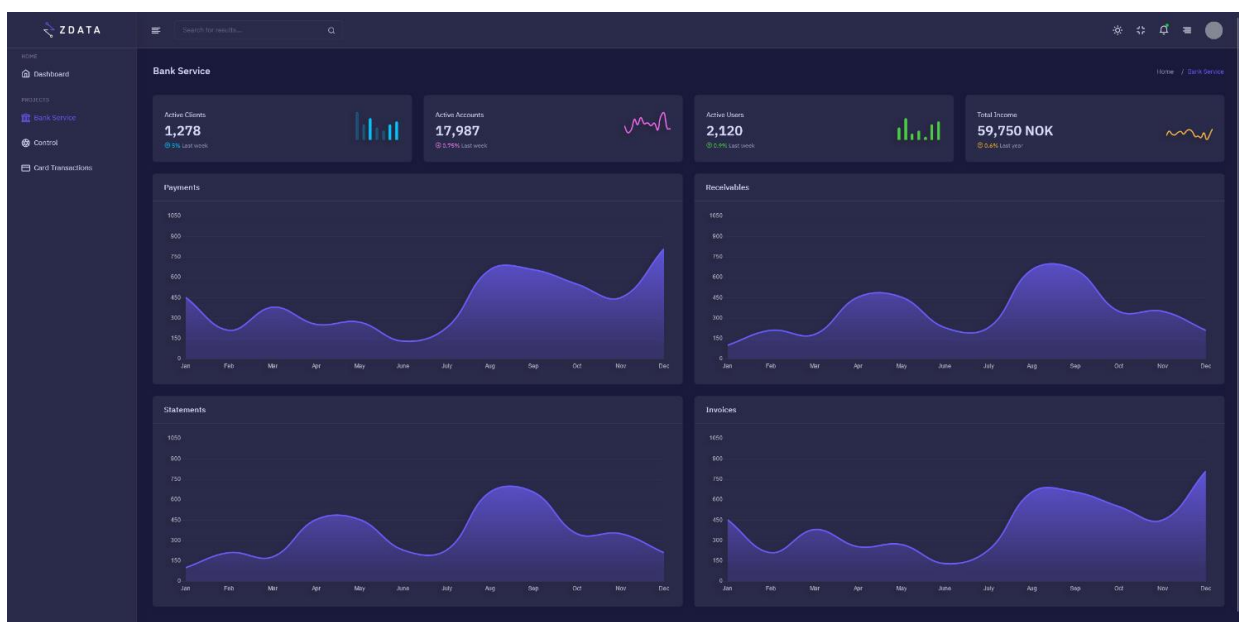 ZDATA
Search for results...
HOME
Dashboard
PROJECTS
Bank Service
Control
Card Transactions
Bank Service
Home / Bank Service
Active Clients
1,278
5% Last week
Active Accounts
17,987
0.75% Last week
Active Users
2,120
0.9% Last week
Total Income
59,750 NOK
0.6% Last year
Payments
1050
900
750
600
450
300
150
0
Jan Feb Mar Apr May June July Aug Sep Oct Nov Dec
Receivables
1050
900
750
600
450
300
150
0
Jan Feb Mar Apr May June July Aug Sep Oct Nov Dec
Statements
1050
900
750
600
450
300
150
0
Jan Feb Mar Apr May June July Aug Sep Oct Nov Dec
Invoices
1050
900
750
600
450
300
150
0
Jan Feb Mar Apr May June July Aug Sep Oct Nov Dec